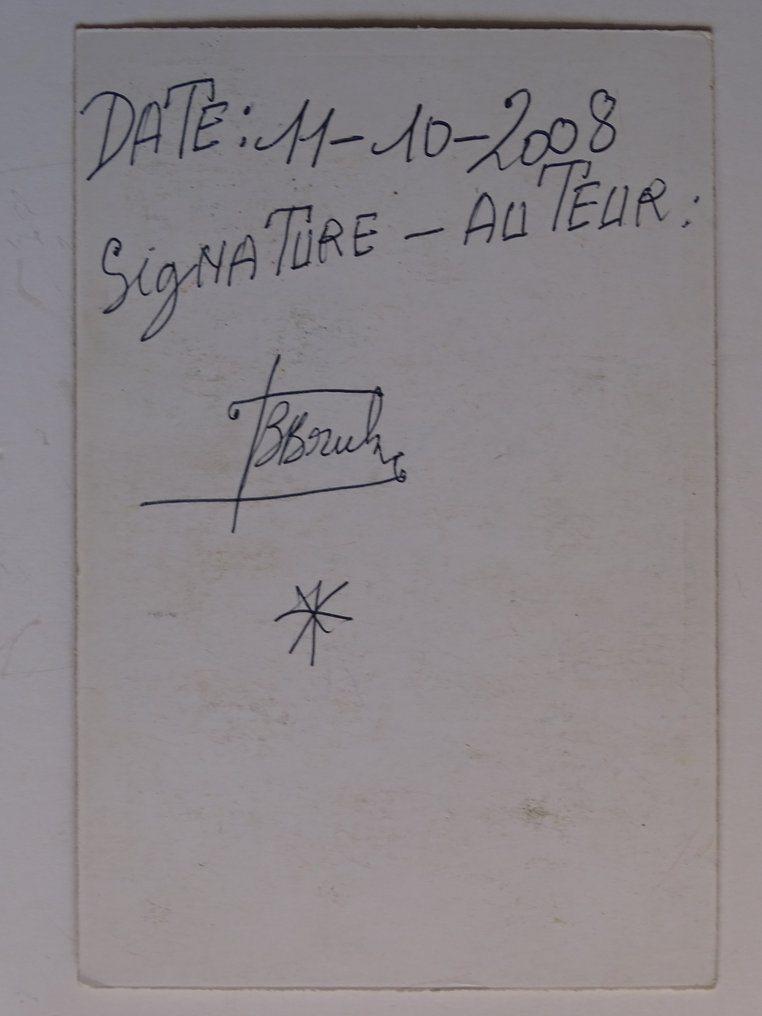 DATE: 11-10-2008
SigNATURE - AUTEUR: